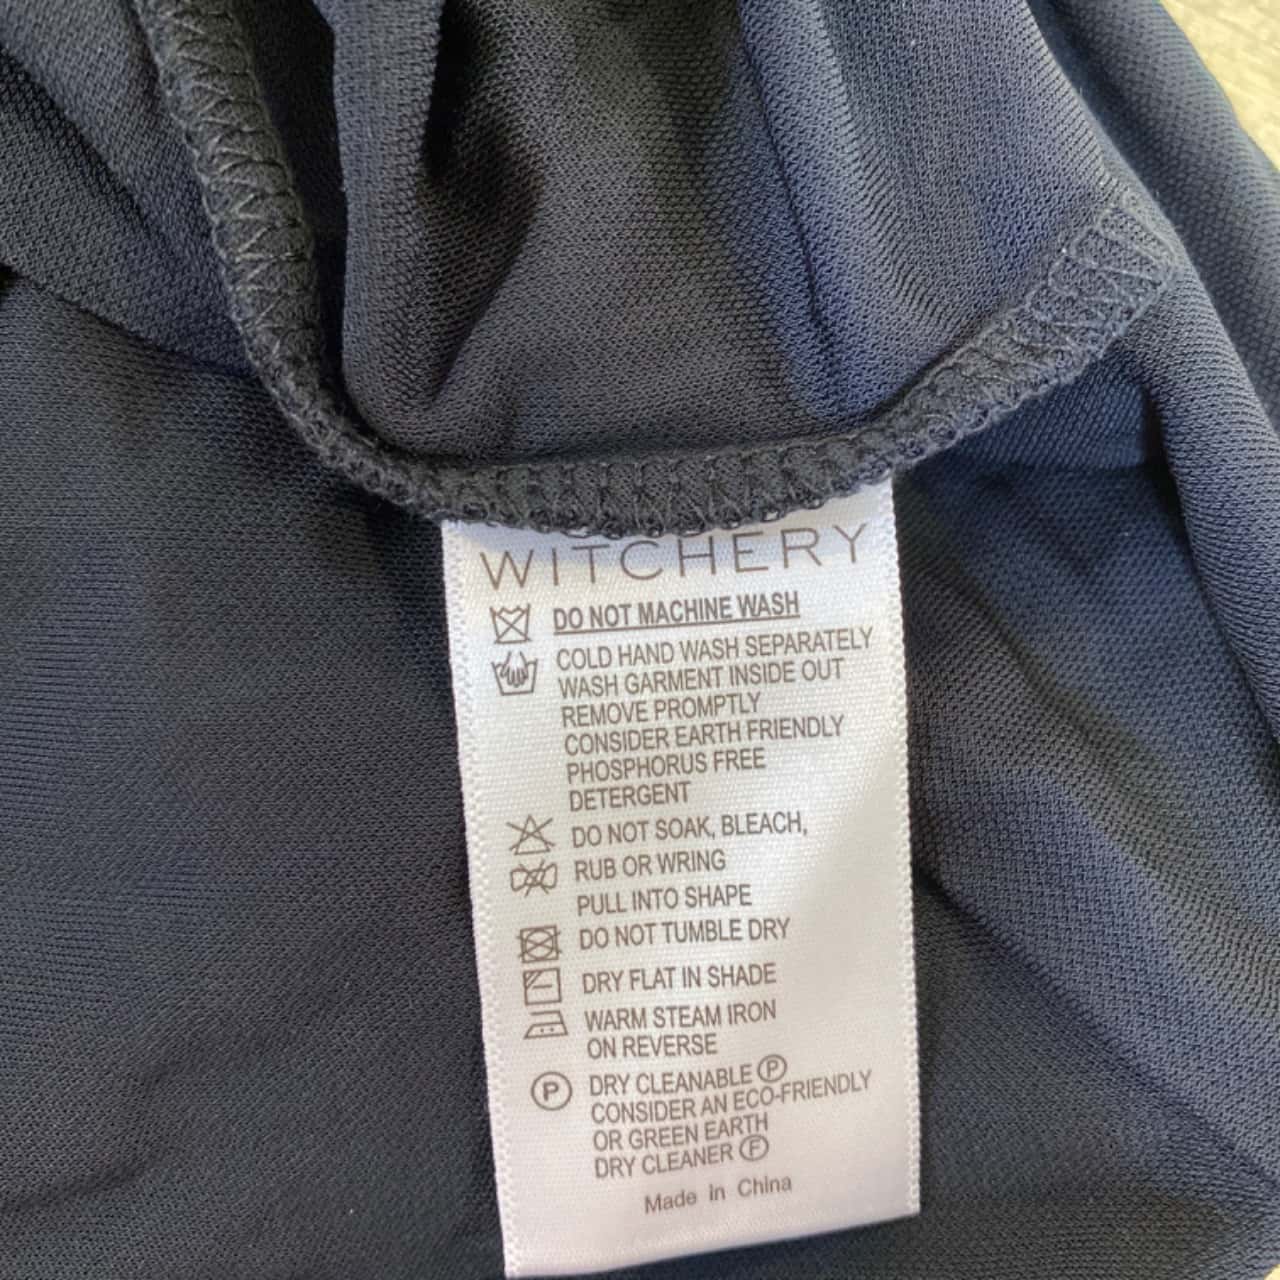 WITCHERY
DO NOT MACHINE WASH
COLD HAND WASH SEPARATELY
WASH GARMENT INSIDE OUT
REMOVE PROMPTLY
CONSIDER EARTH FRIENDLY
PHOSPHORUS FREE
DETERGENT
DO NOT SOAK, BLEACH,
RUB OR WRING
PULL INTO SHAPE
DO NOT TUMBLE DRY
DRY FLAT IN SHADE
WARM STEAM IRON
ON REVERSE
P DRY CLEANABLE Ⓟ
CONSIDER AN ECO-FRIENDLY
OR GREEN EARTH
DRY CLEANER Ⓕ
Made in China